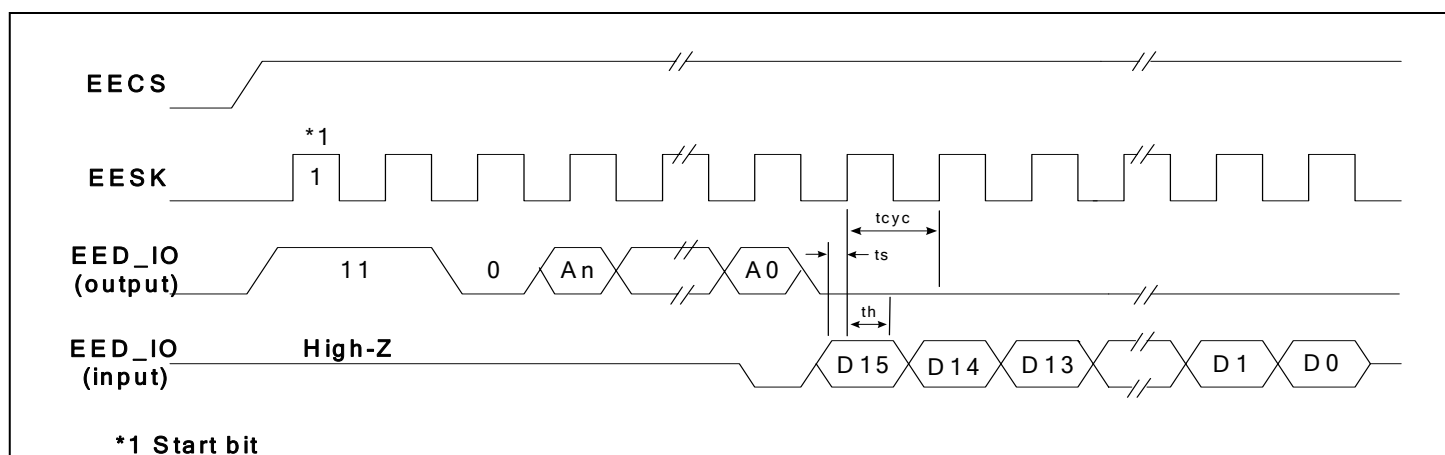 EECS
*1
EESK
1
tcyc
EED_IO
(output)
11
0
An
A0
ts
th
EED_IO
(input)
High-Z
D15
D14
D13
D1
D0
*1 Start bit